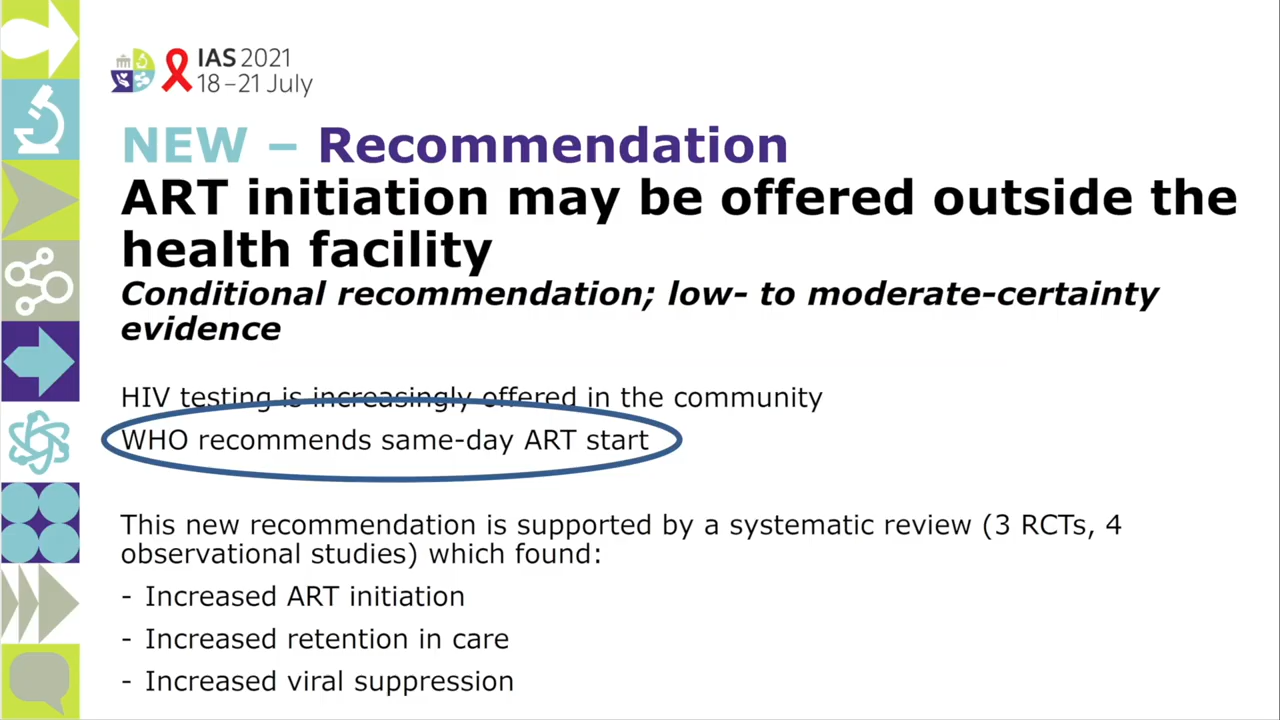 IAS 2021
18–21 July
NEW – Recommendation
ART initiation may be offered outside the
health facility
Conditional recommendation; low- to moderate-certainty
evidence
HIV testing is increasingly offered in the community
WHO recommends same-day ART start
This new recommendation is supported by a systematic review (3 RCTs, 4
observational studies) which found:
- Increased ART initiation
- Increased retention in care
- Increased viral suppression